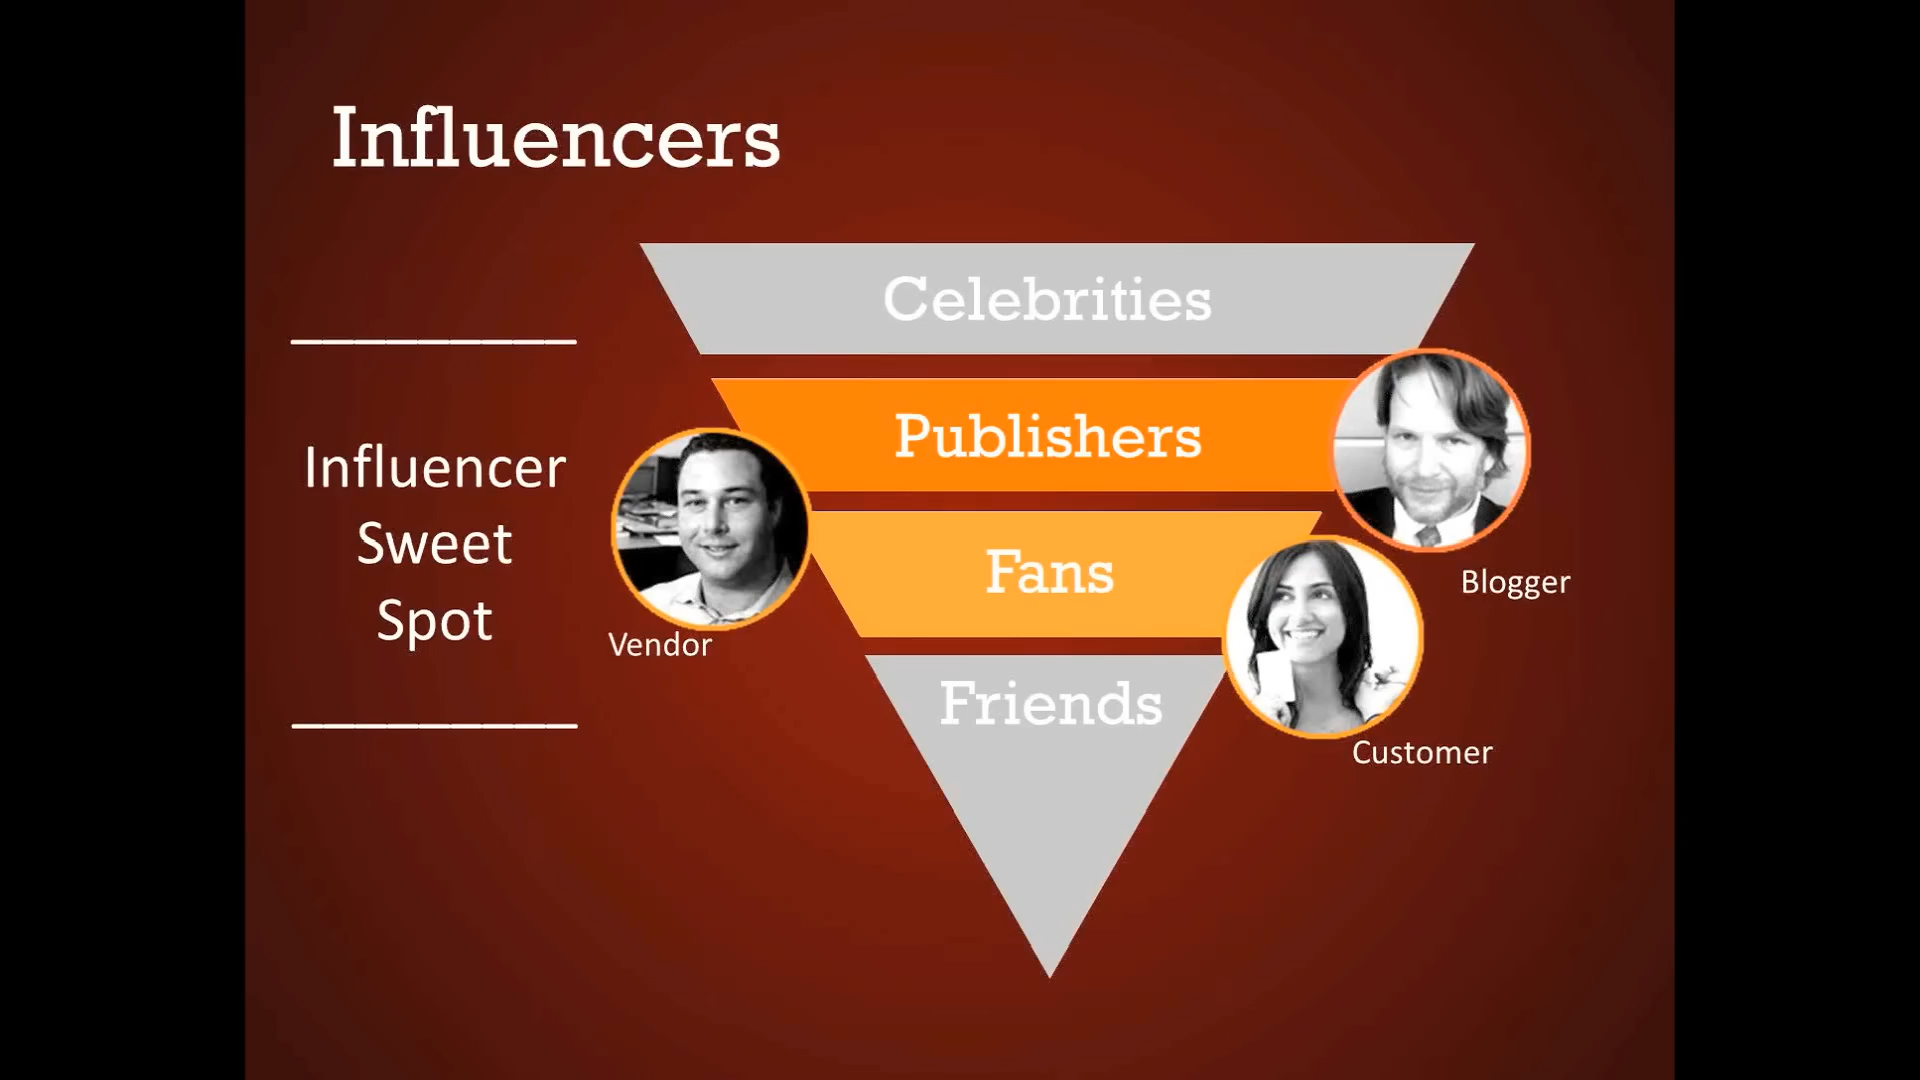 Influencers
Celebrities
Publishers
Fans
Friends
Influencer
Sweet
Spot
Vendor
Blogger
Customer